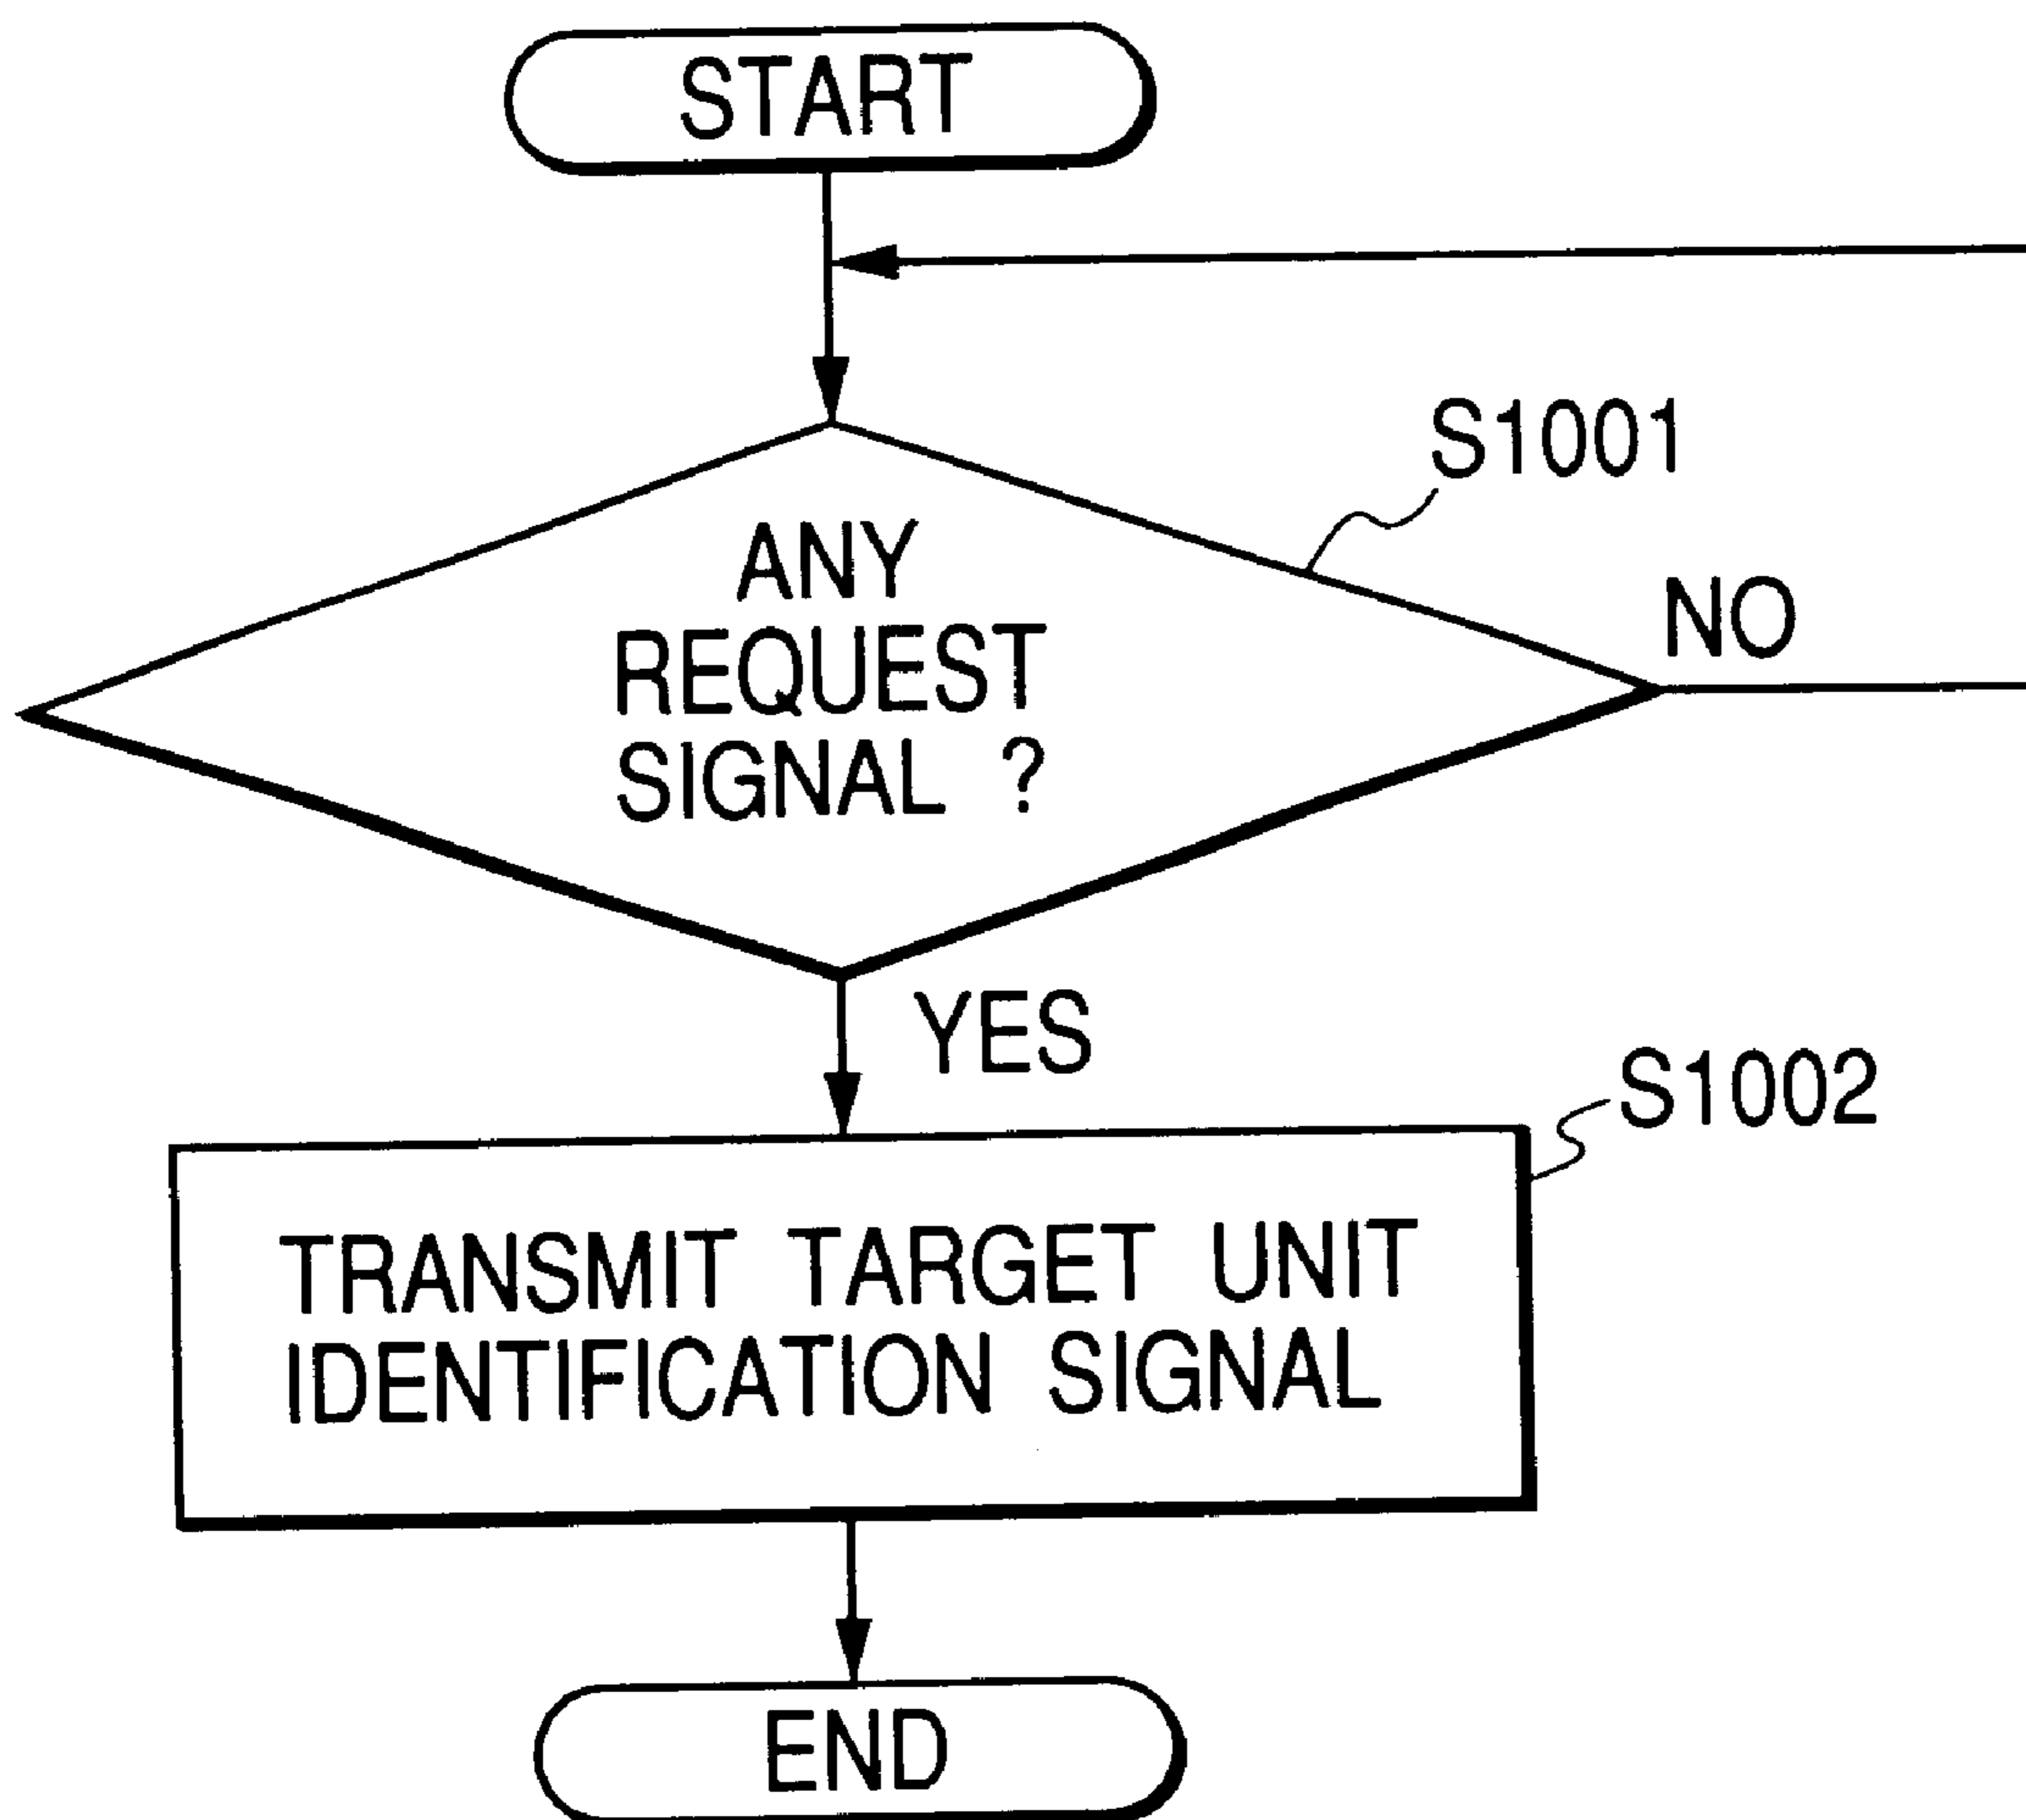 START
S1001
ANY
REQUEST
SIGNAL ?
NO
YES
S1002
TRANSMIT TARGET UNIT
IDENTIFICATION SIGNAL
END